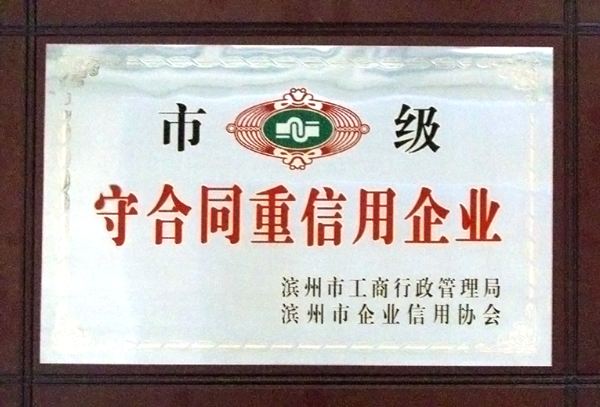 市 级
守合同重信用企业
滨州市工商行政管理局
滨州市企业信用协会